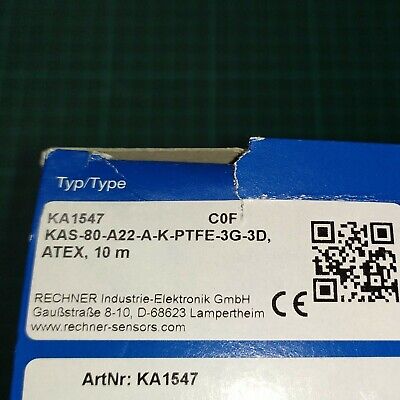 Typ/Type
KA1547 C0F
KAS-80-A22-A-K-PTFE-3G-3D,
ATEX, 10 m
RECHNER Industrie-Elektronik GmbH
Gaußstraße 8-10, D-68623 Lampertheim
www.rechner-sensors.com
CE
ArtNr: KA1547